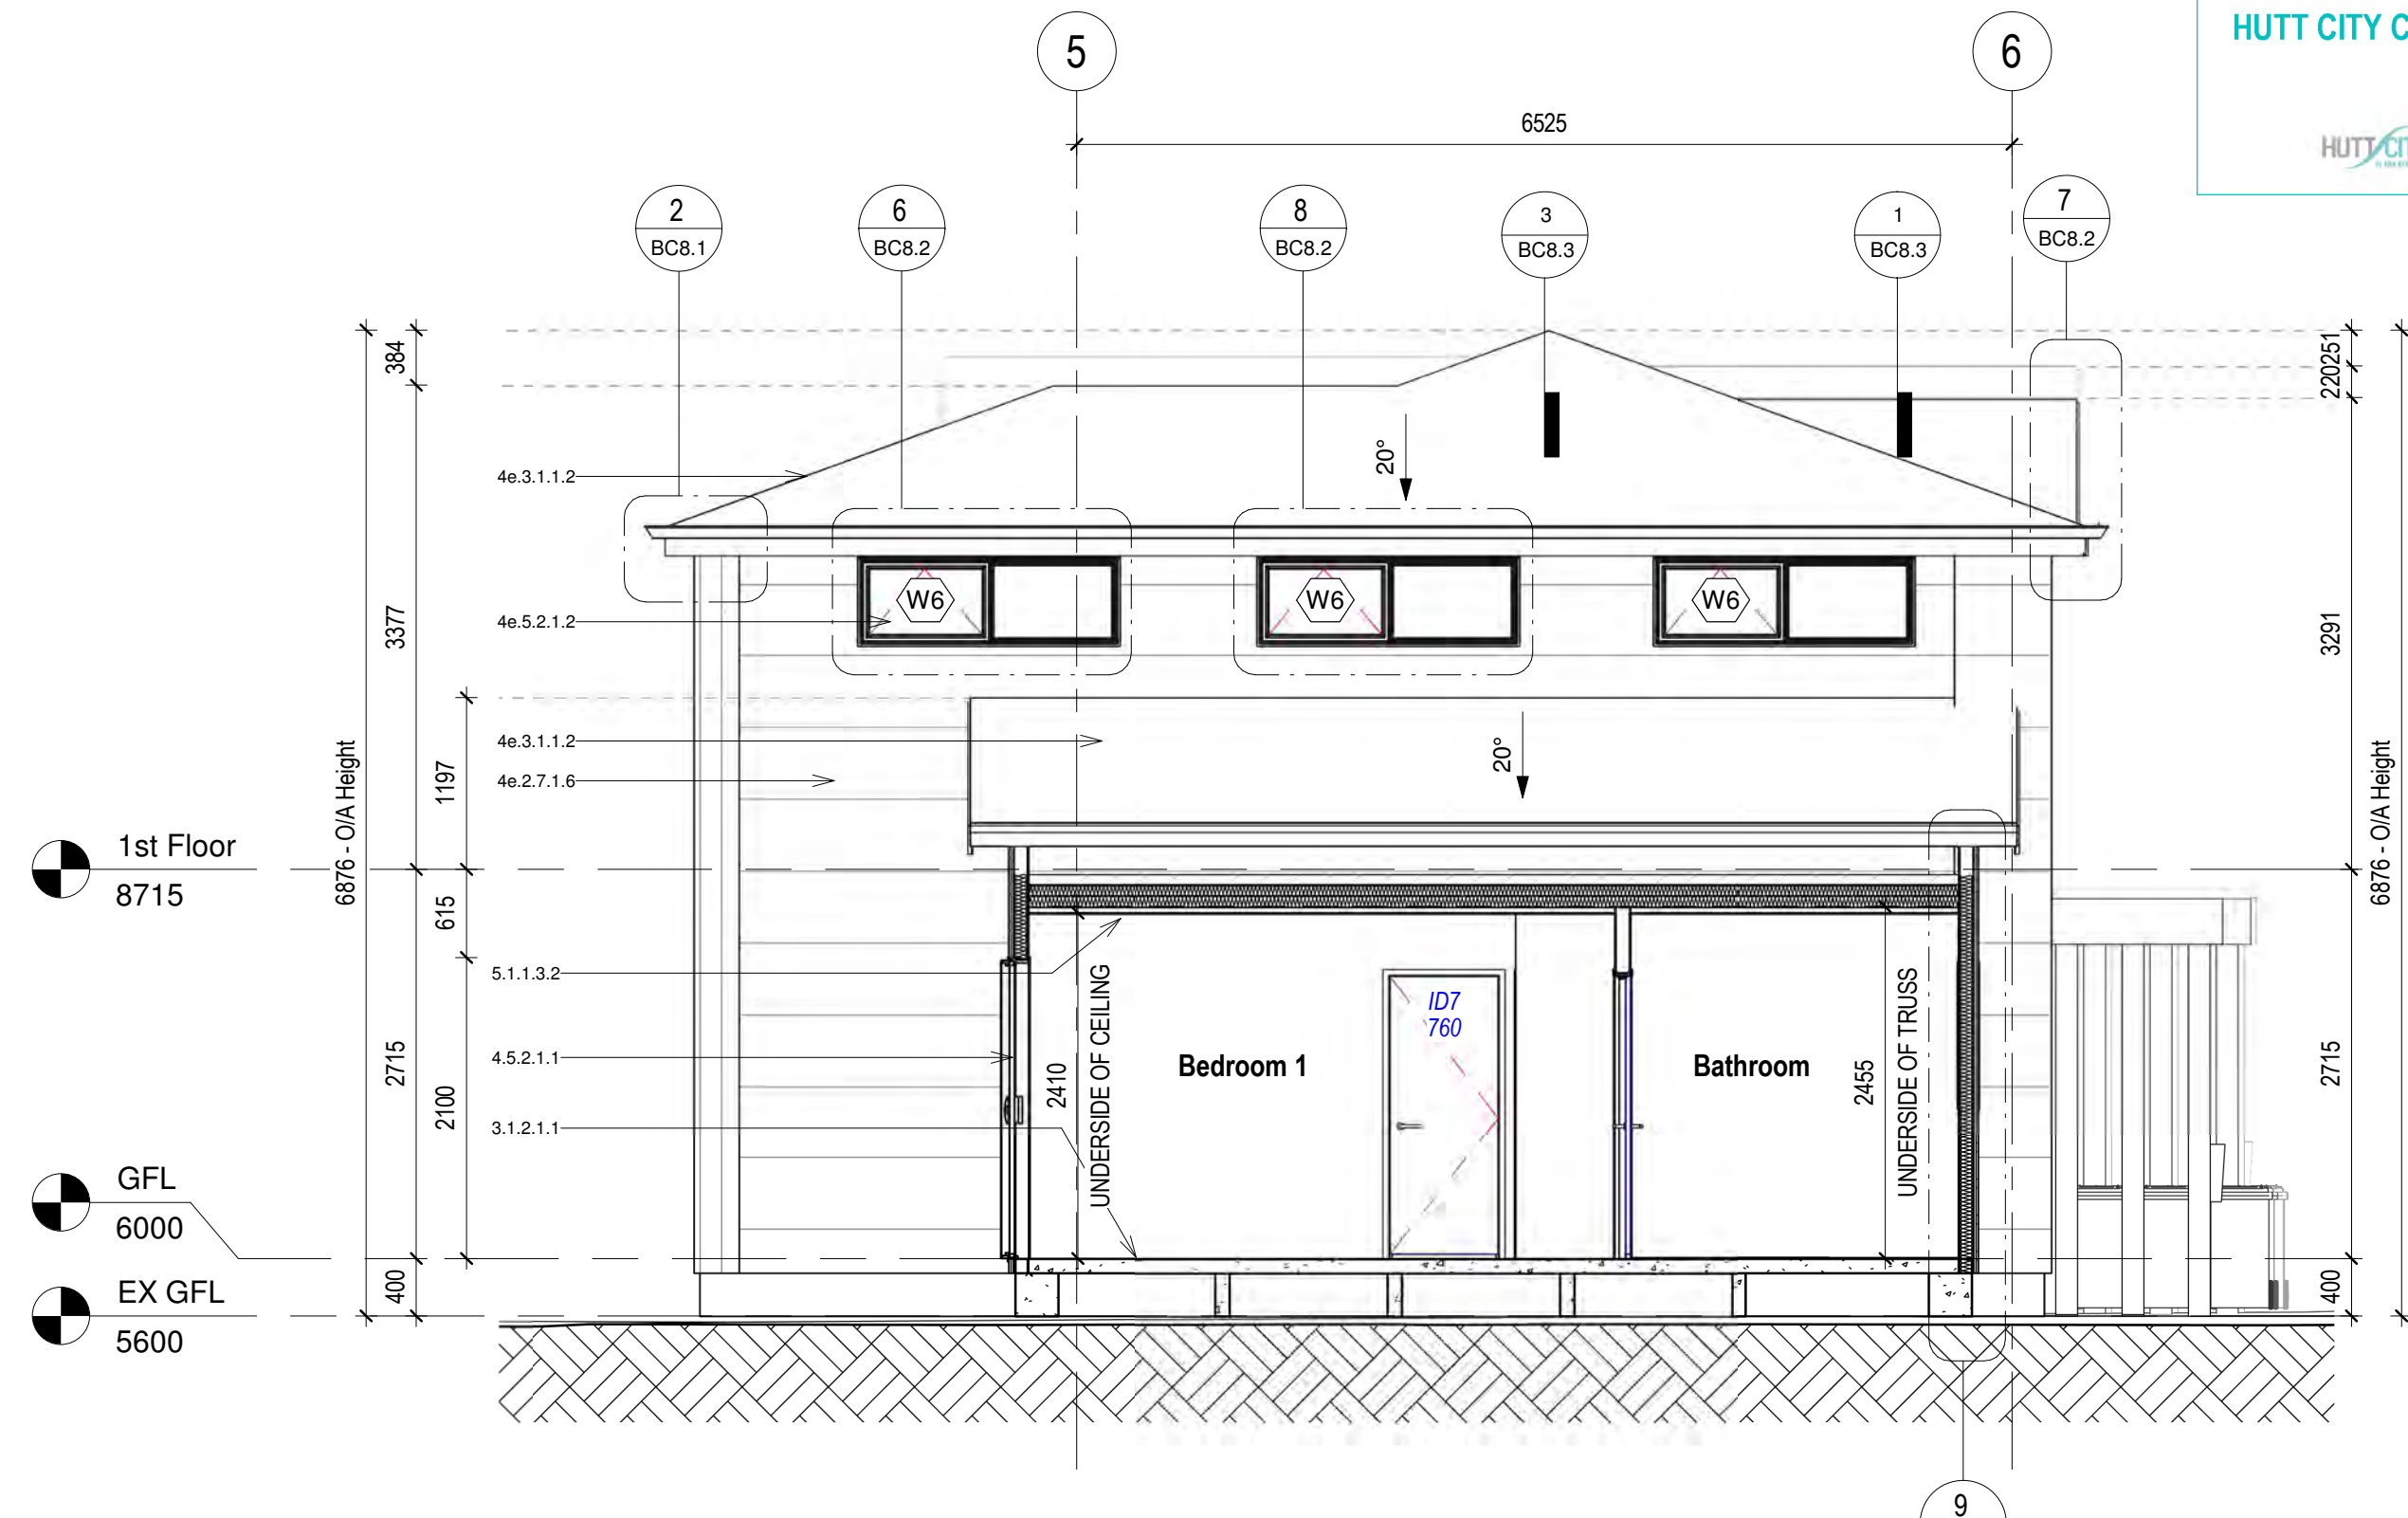 HUTT CITY C
HUTT CIT
5
6
6525
2
BC8.1
6
BC8.2
8
BC8.2
3
BC8.3
1
BC8.3
7
BC8.2
384
220251
20°
4e.3.1.1.2
W6
W6
W6
4e.5.2.1.2
3377
3291
4e.3.1.1.2
20°
4e.2.7.1.6
1197
6876 - O/A Height
6876 - O/A Height
1st Floor
8715
615
5.1.1.3.2
UNDERSIDE OF CEILING
UNDERSIDE OF TRUSS
ID7
760
4.5.2.1.1
Bedroom 1
Bathroom
2715
2100
2410
2455
2715
3.1.2.1.1
GFL
6000
400
400
EX GFL
5600
9